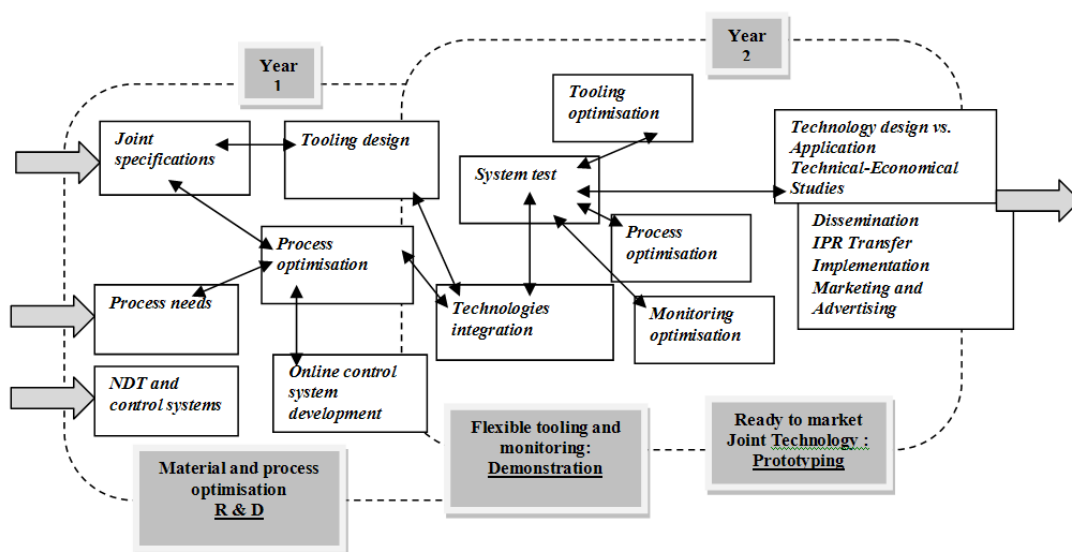 Year
1
Year
2
Tooling
optimisation
Joint
specifications
Tooling design
System test
Technology design vs.
Application
Technical-Economical
Studies
Process
optimisation
Process
optimisation
Dissemination
IPR Transfer
Implementation
Marketing and
Advertising
Process needs
Technologies
integration
Monitoring
optimisation
NDT and
control systems
Online control
system
development
Flexible tooling and
monitoring:
Demonstration
Ready to market
Joint Technology :
Prototyping
Material and process
optimisation
R & D